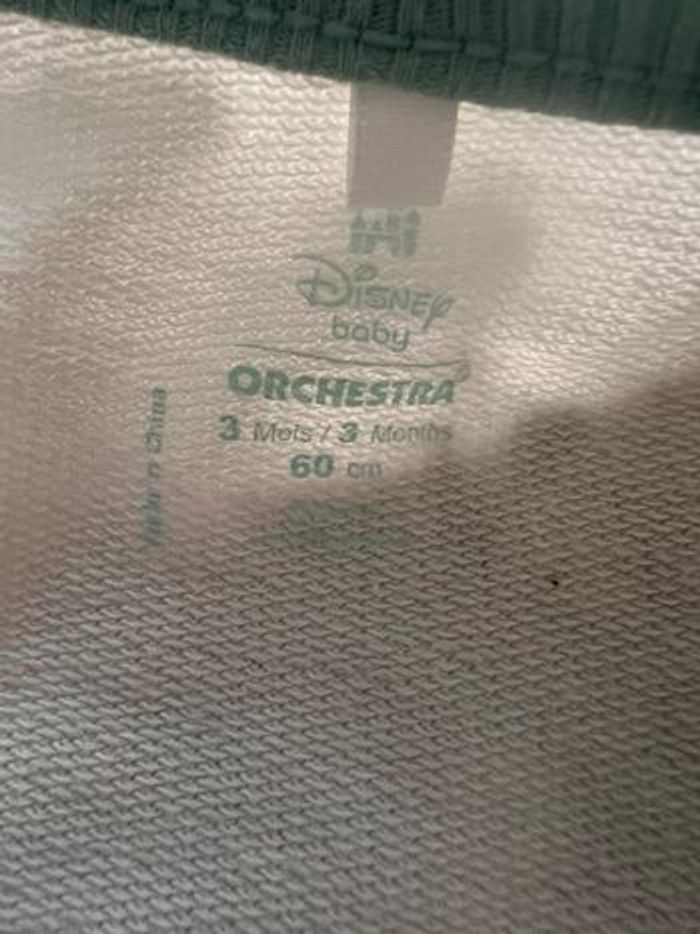 Disney
baby
ORCHESTRA
3 Mois / 3 Months
60 cm
Made in China